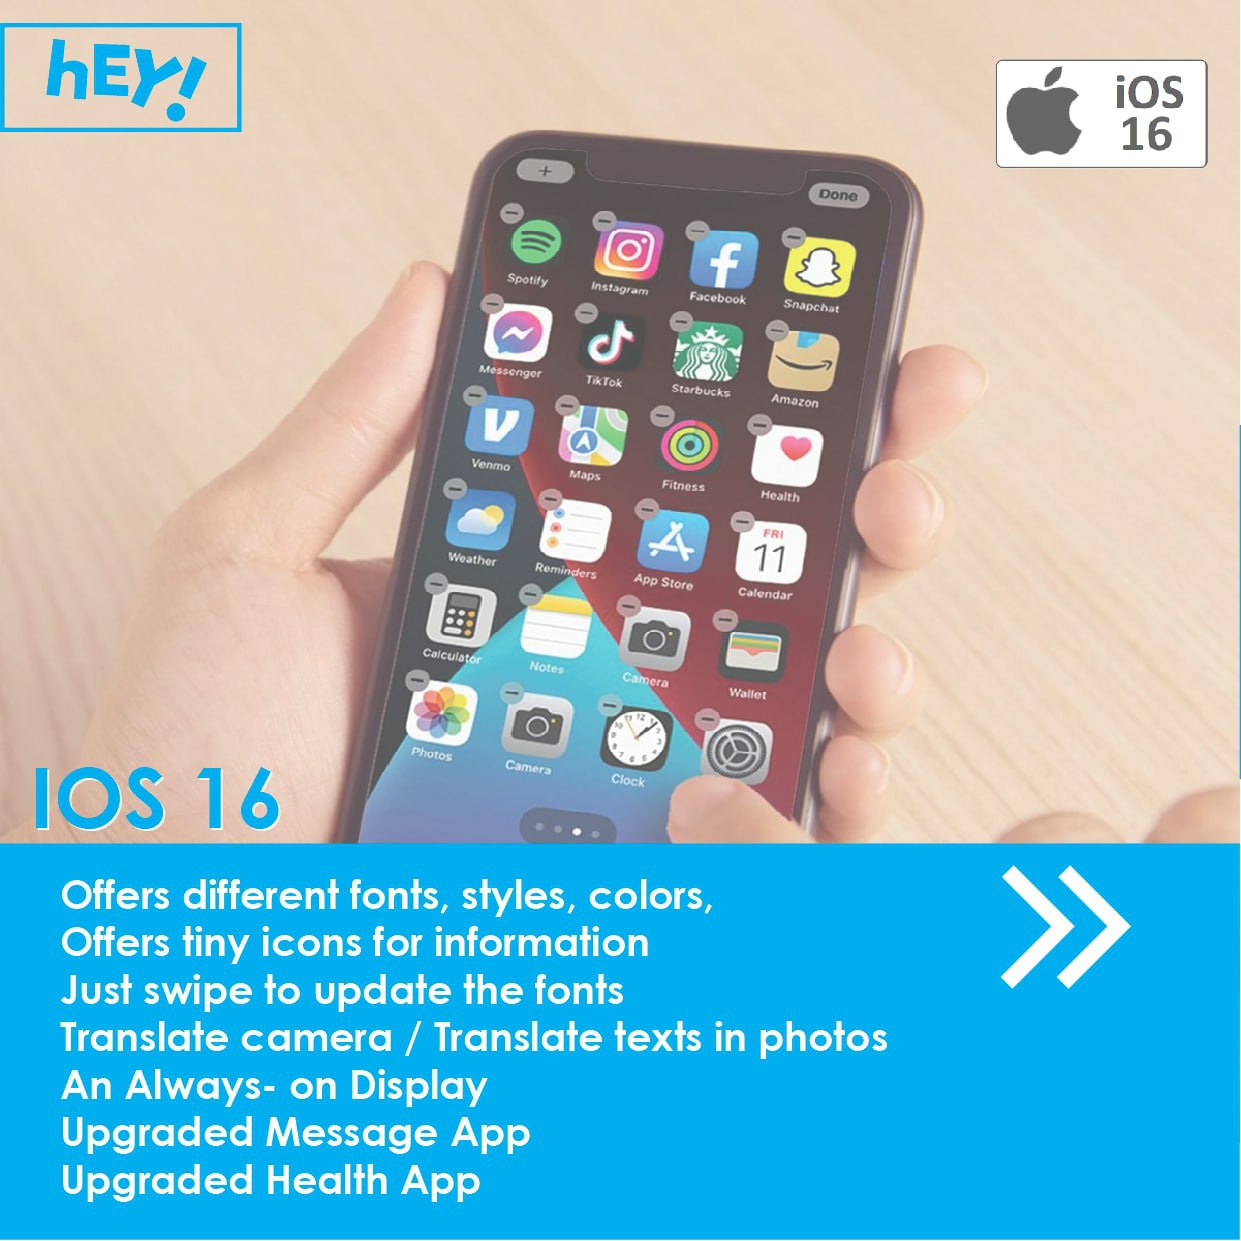 hEY!
iOS
16
+
Done
Spotify
Instagram
Facebook
Snapchat
Messenger
TikTok
Starbucks
Amazon
Venmo
Maps
Fitness
Health
Weather
Reminders
App Store
FRI
11
Calendar
Calculator
Notes
Camera
Wallet
Photos
Camera
Clock
IOS 16
Offers different fonts, styles, colors,
Offers tiny icons for information
Just swipe to update the fonts
Translate camera / Translate texts in photos
An Always- on Display
Upgraded Message App
Upgraded Health App